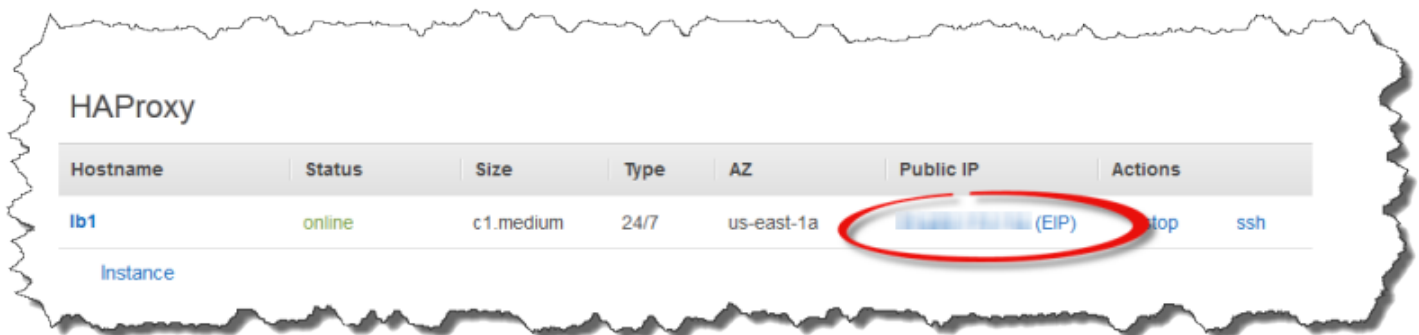 HAProxy
Hostname Status Size Type AZ Public IP Actions
lb1 online c1.medium 24/7 us-east-1a (EIP) stop ssh
Instance